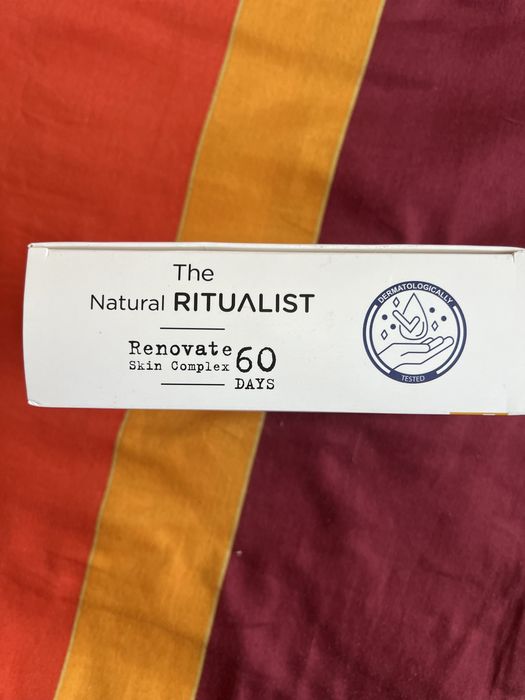 The
Natural RITUALIST
Renovate
Skin Complex
60
DAYS
DERMATOLOGICALLY
TESTED